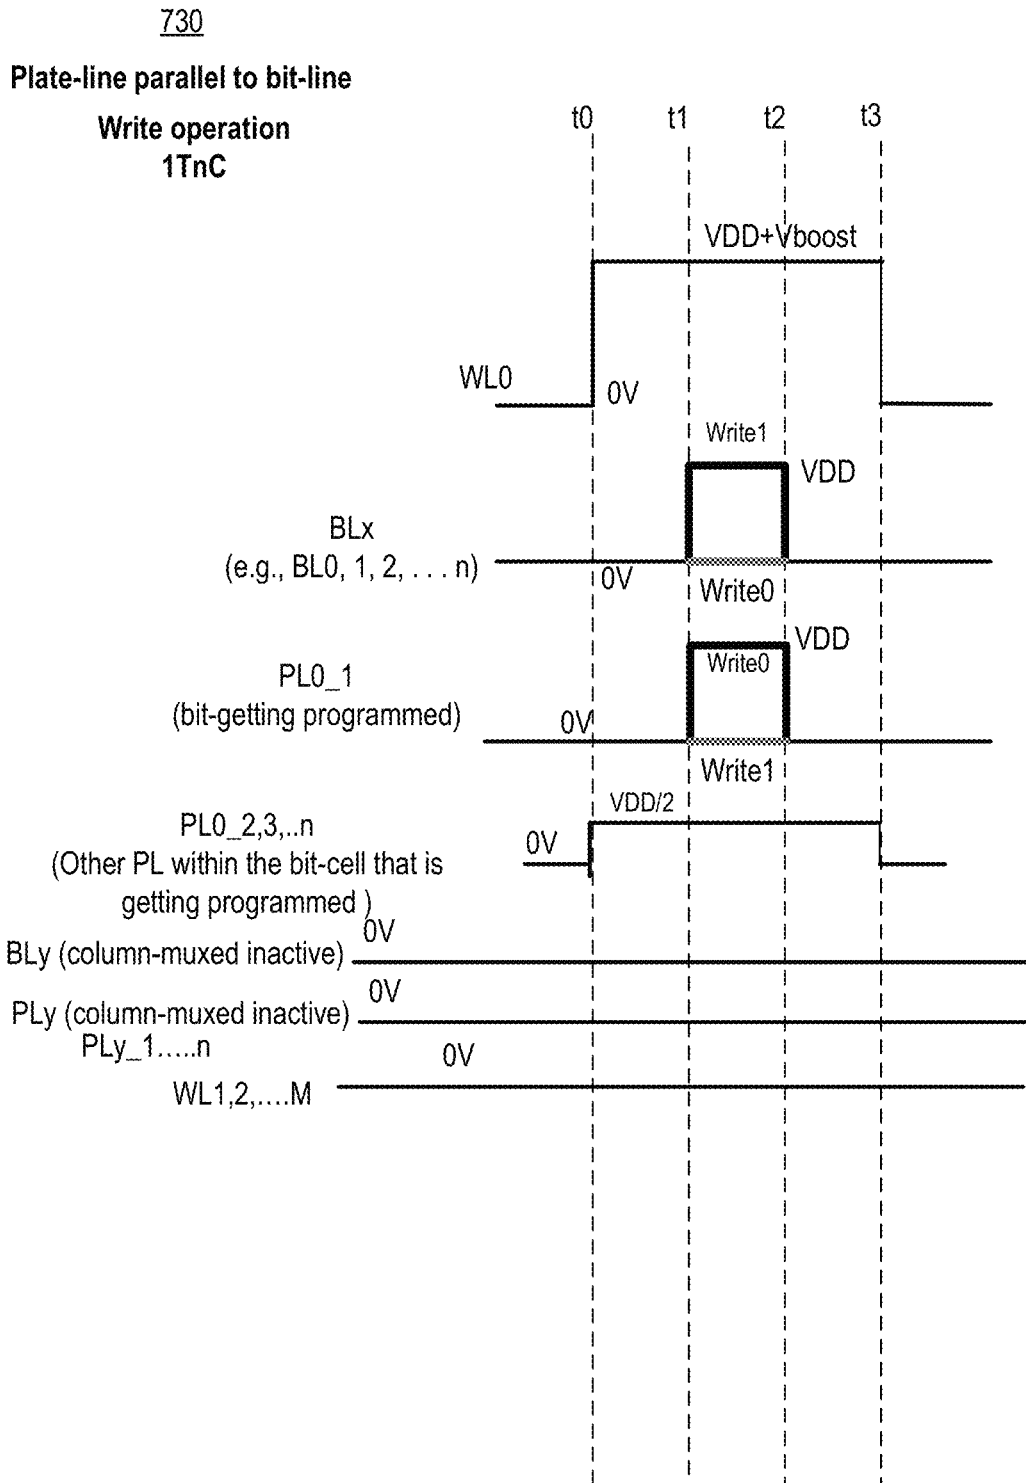 730
Plate-line parallel to bit-line
Write operation
1TnC
t0 t1 t2 t3
VDD+Vboost
WL0
0V
Write1
VDD
BLx
(e.g., BL0, 1, 2, . . . n)
0V
Write0
VDD
Write0
PL0_1
(bit-getting programmed)
0V
Write1
VDD/2
PL0_2,3,..n
0V
(Other PL within the bit-cell that is
getting programmed )
0V
BLy (column-muxed inactive)
0V
PLy (column-muxed inactive)
PLy_1.....n
0V
WL1,2,....M